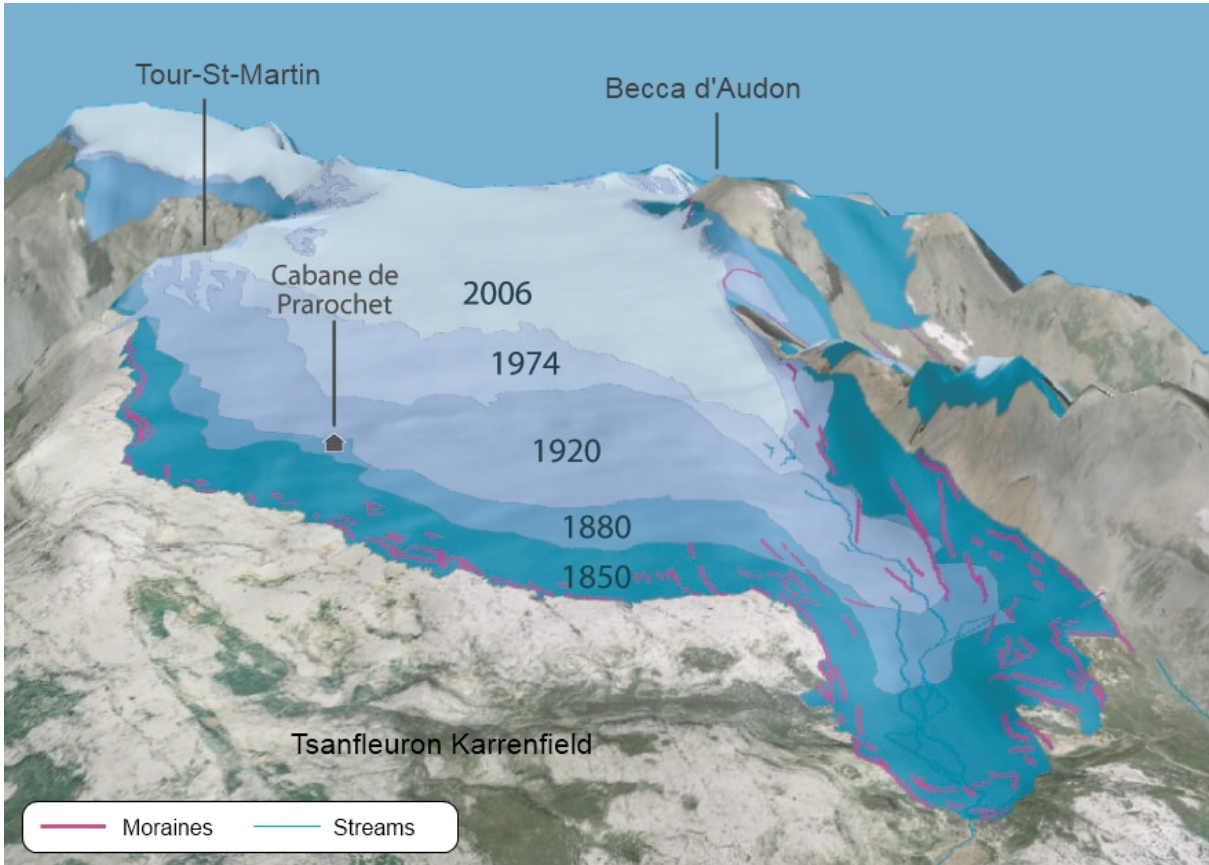 Tour-St-Martin
Becca d'Audon
Cabane de
Prarochet
2006
1974
1920
1880
1850
Tsanfleuron Karrenfield
Moraines
Streams